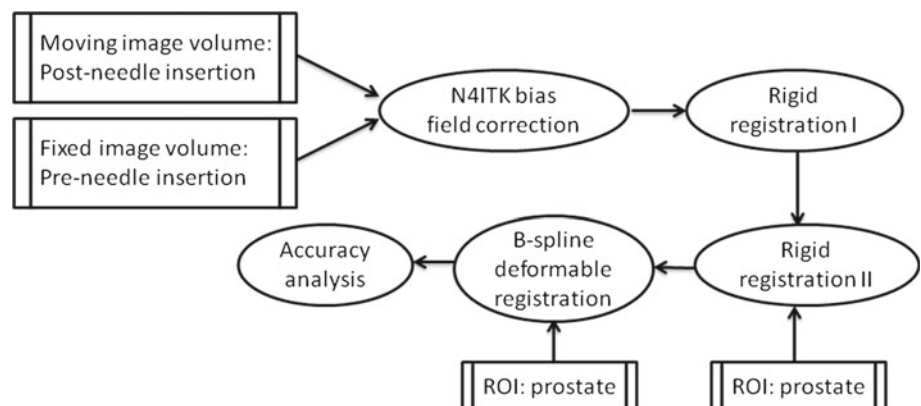 Moving image volume:
Post-needle insertion
N4ITK bias
field correction
Rigid
registration I
Fixed image volume:
Pre-needle insertion
Accuracy
analysis
B-spline
deformable
registration
Rigid
registration II
ROI: prostate
ROI: prostate